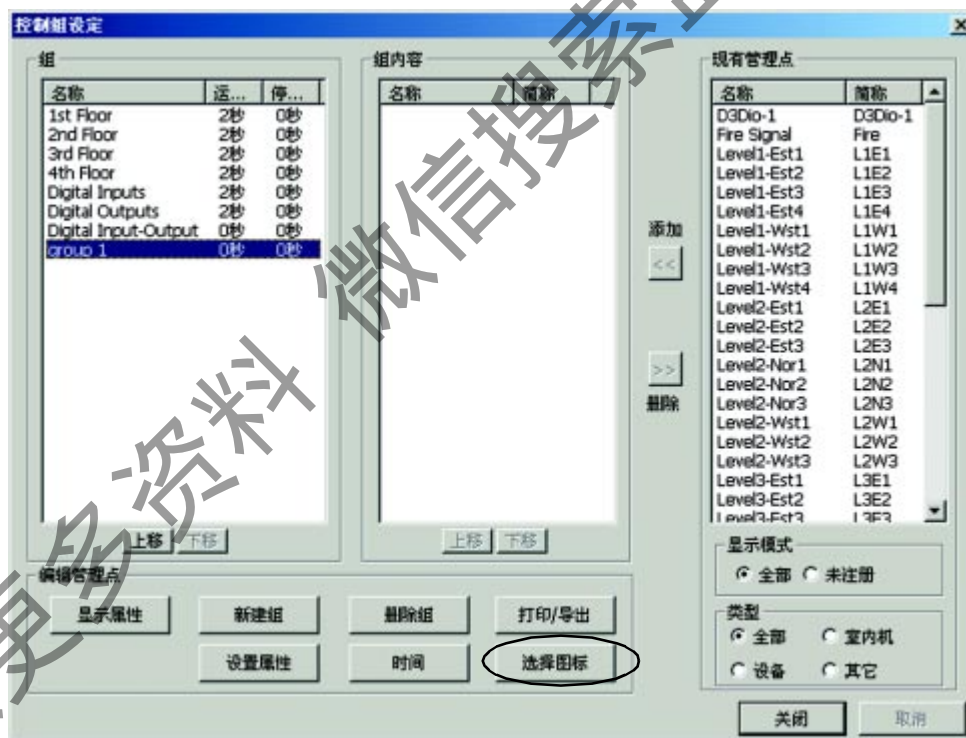 控制组设定
组
名称 运... 停...
1st Floor 2秒 0秒
2nd Floor 2秒 0秒
3rd Floor 2秒 0秒
4th Floor 2秒 0秒
Digital Inputs 2秒 0秒
Digital Outputs 2秒 0秒
Digital Input-Output 0秒 0秒
group 1 0秒 0秒
上移 下移
组内容
名称 简称
上移 下移
添加
<<
>>
删除
现有管理点
名称 简称
D3Dio-1 D3Dio-1
Fire Signal Fire
Level1-Est1 L1E1
Level1-Est2 L1E2
Level1-Est3 L1E3
Level1-Est4 L1E4
Level1-Wst1 L1W1
Level1-Wst2 L1W2
Level1-Wst3 L1W3
Level1-Wst4 L1W4
Level2-Est1 L2E1
Level2-Est2 L2E2
Level2-Est3 L2E3
Level2-Nor1 L2N1
Level2-Nor2 L2N2
Level2-Nor3 L2N3
Level2-Wst1 L2W1
Level2-Wst2 L2W2
Level2-Wst3 L2W3
Level3-Est1 L3E1
Level3-Est2 L3E2
Level3-Est3 L3E3
显示模式
全部 未注册
类型
全部 室内机
设备 其它
编辑管理点
显示属性 新建组 删除组 打印/导出
设置属性 时间 选择图标
关闭 取消
更多资料 微信搜索